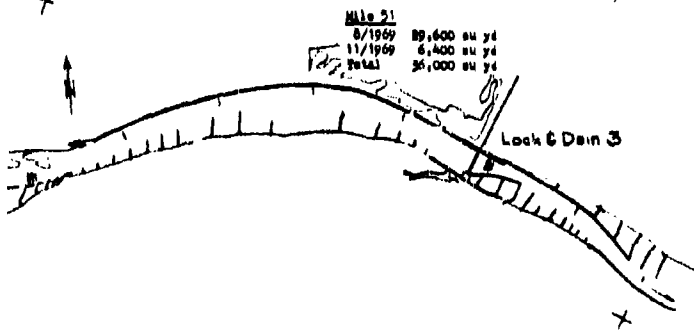 Mile 51
8/1969 29,600 cu yd
11/1969 6,400 cu yd
Total 36,000 cu yd
Lock & Dam 3